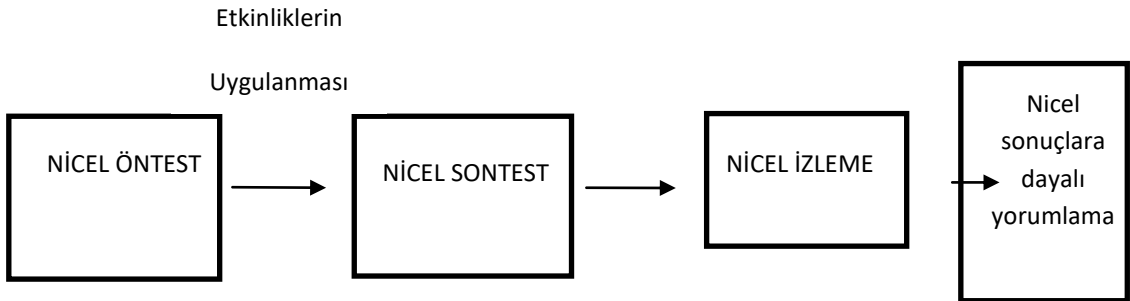 Etkinliklerin
Uygulanması
NİCEL ÖNTEST
NİCEL SONTEST
NİCEL İZLEME
Nicel
sonuçlara
dayalı
yorumlama